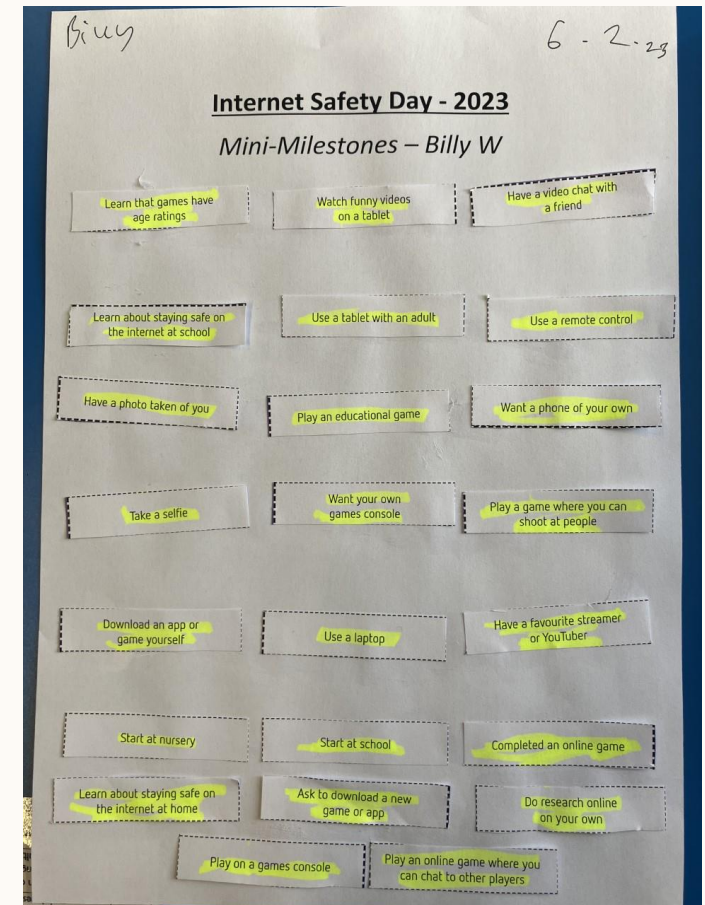 Billy
6-2-23
Internet Safety Day - 2023
Mini-Milestones – Billy W
Learn that games have
age ratings
Watch funny videos
on a tablet
Have a video chat with
a friend
Learn about staying safe on
the internet at school
Use a tablet with an adult
Use a remote control
Have a photo taken of you
Play an educational game
Want a phone of your own
Take a selfie
Want your own
games console
Play a game where you can
shoot at people
Download an app or
game yourself
Use a laptop
Have a favourite streamer
or YouTuber
Start at nursery
Start at school
Completed an online game
Learn about staying safe on
the internet at home
Ask to download a new
game or app
Do research online
on your own
Play on a games console
Play an online game where you
can chat to other players